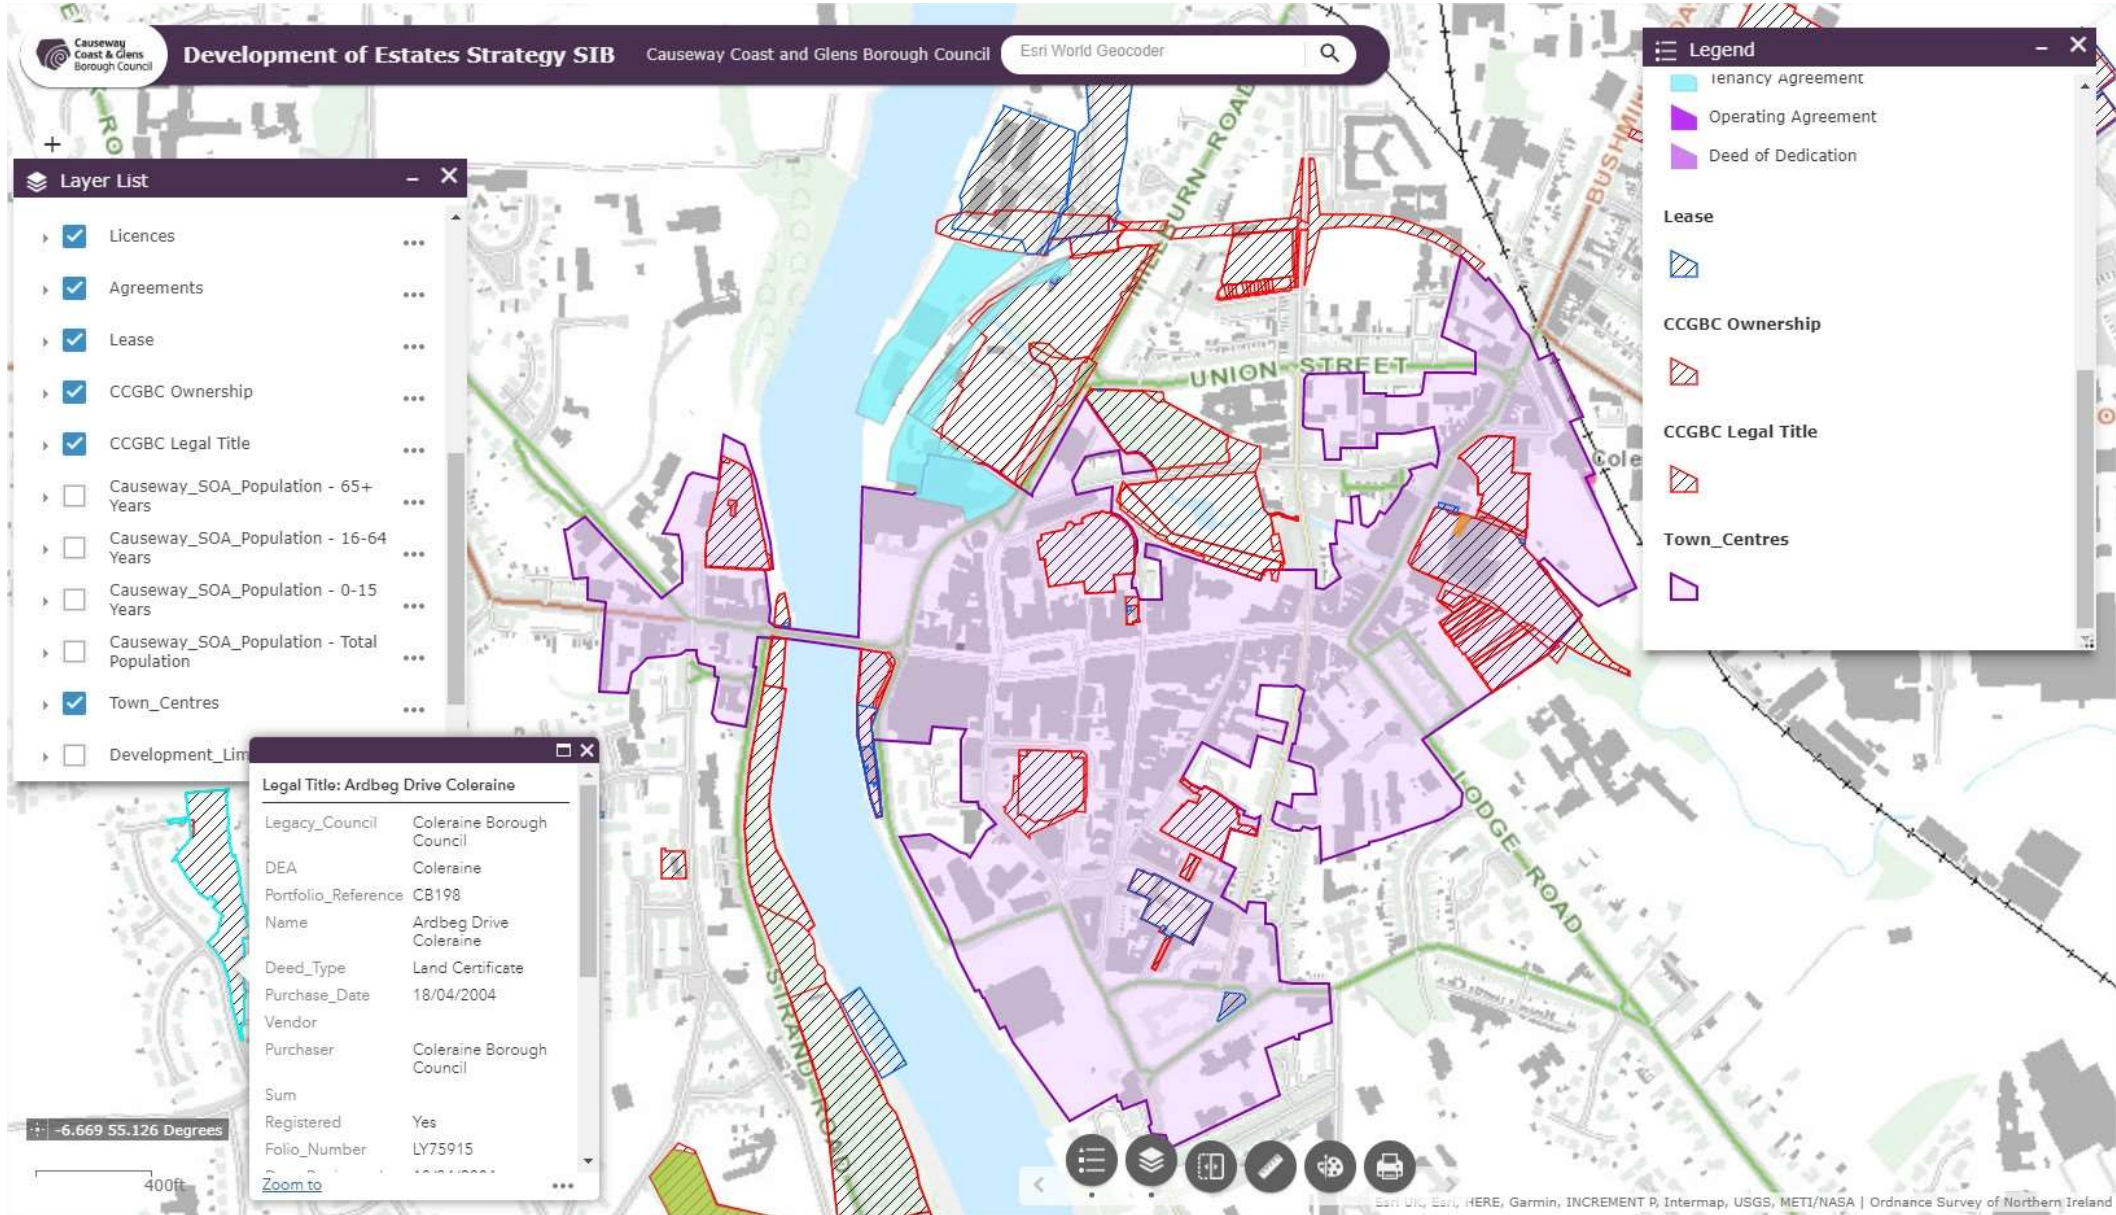 Causeway
Coast & Glens
Borough Council
Development of Estates Strategy SIB
Causeway Coast and Glens Borough Council
Esri World Geocoder
Layer List
Licences
Agreements
Lease
CCGBC Ownership
CCGBC Legal Title
Causeway_SOA_Population - 65+
Years
Causeway_SOA_Population - 16-64
Years
Causeway_SOA_Population - 0-15
Years
Causeway_SOA_Population - Total
Population
Town_Centres
Development_Lim
Legal Title: Ardbeg Drive Coleraine
Legacy_Council Coleraine Borough
Council
DEA Coleraine
Portfolio_Reference CB198
Name Ardbeg Drive
Coleraine
Deed_Type Land Certificate
Purchase_Date 18/04/2004
Vendor
Purchaser Coleraine Borough
Council
Sum
Registered Yes
Folio_Number LY75915
Zoom to
-6.669 55.126 Degrees
400ft
Legend
Tenancy Agreement
Operating Agreement
Deed of Dedication
Lease
CCGBC Ownership
CCGBC Legal Title
Town_Centres
UNION STREET
LODGE ROAD
STRAND ROAD
BUSHMI
Cole
Esri UK, Esri, HERE, Garmin, INCREMENT P, Intermap, USGS, METI/NASA | Ordnance Survey of Northern Ireland